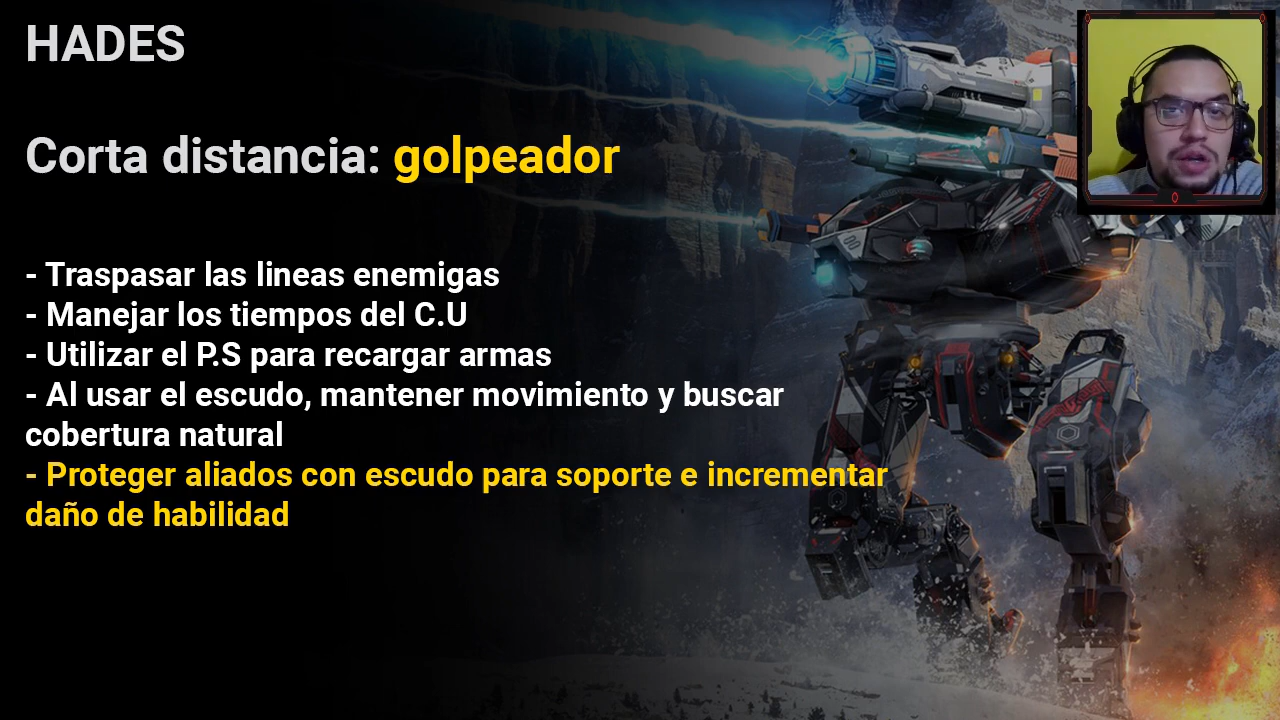 HADES
Corta distancia: golpeador
- Traspasar las lineas enemigas
- Manejar los tiempos del C.U
- Utilizar el P.S para recargar armas
- Al usar el escudo, mantener movimiento y buscar
cobertura natural
- Proteger aliados con escudo para soporte e incrementar
daño de habilidad